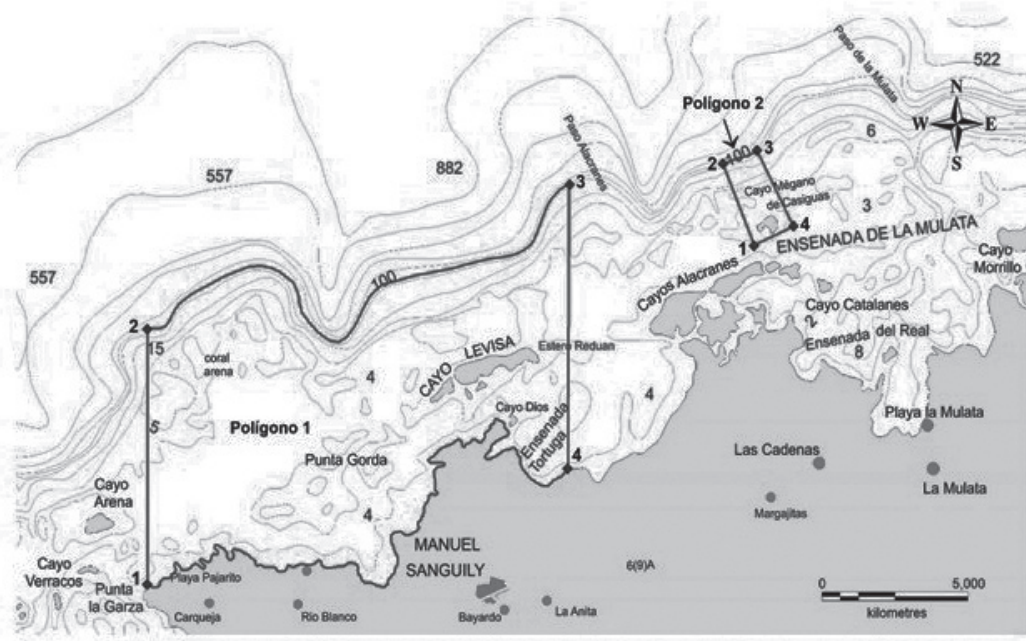 522
Paso de la Mulata
N
W E
S
Polígono 2
6
Paso Alacranes
882
557
2 100 3
3
Cayo Mégano
de Casiguas
3
4
1
ENSENADA DE LA MULATA
Cayo
Morrillo
557
Cayos Alacranes
100
Cayo Catalanes
2
Ensenada del Real
8
2
15
coral
arena
CAYO LEVISA
Estero Reduan
4
4
5
Polígono 1
Cayo Dios
Ensenada
Tortuga
4
Playa la Mulata
Punta Gorda
Las Cadenas
La Mulata
Cayo
Arena
4
Margajitas
MANUEL
SANGUILY
Cayo
Verracos
1
Punta
la Garza
Playa Pajarito
6(9)A
0 5,000
kilometres
Carqueja
Rio Blanco
Bayardo
La Anita